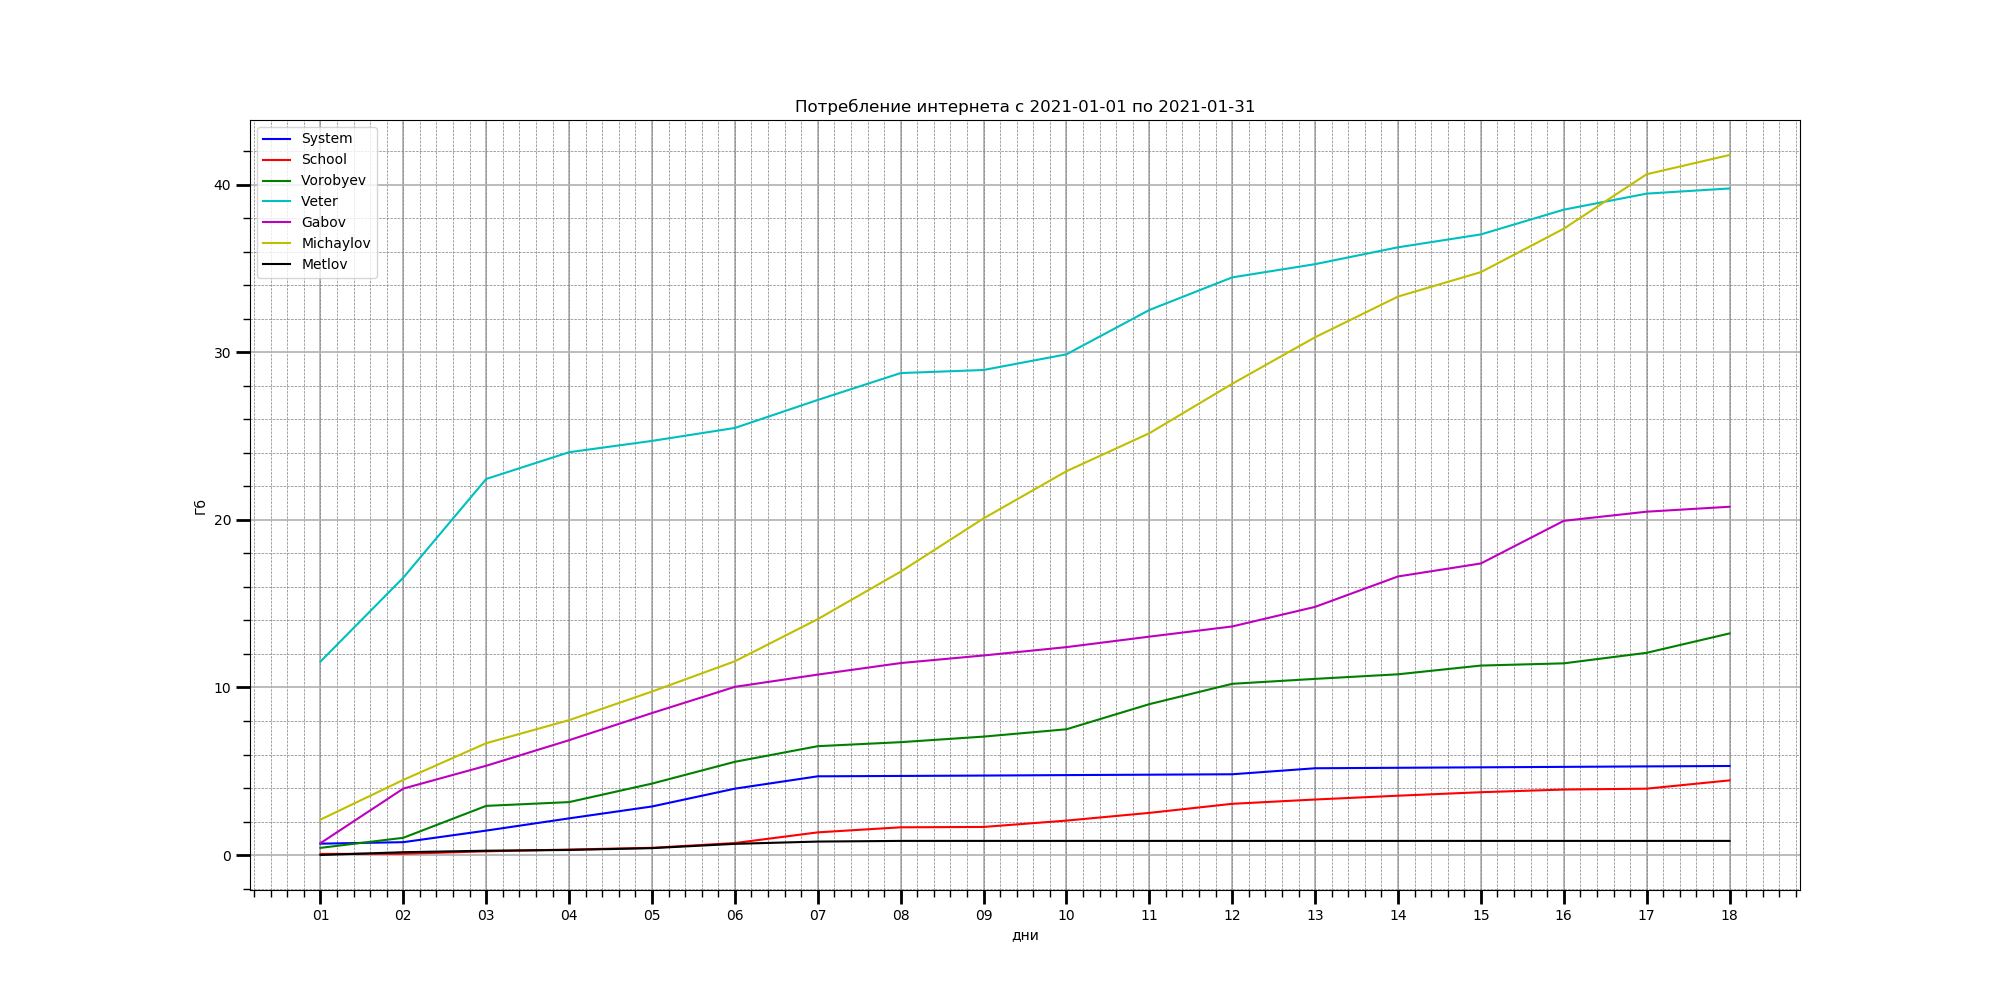 Потребление интернета с 2021-01-01 по 2021-01-31
System
School
Vorobyev
Veter
Gabov
Michaylov
Metlov
Гб
40
30
20
10
0
01 02 03 04 05 06 07 08 09 10 11 12 13 14 15 16 17 18
дни